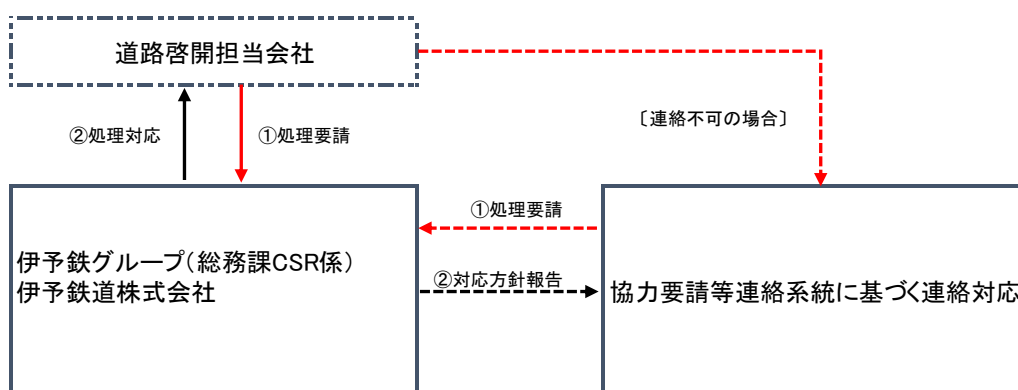 道路啓開担当会社
②処理対応
①処理要請
〔連絡不可の場合〕
①処理要請
伊予鉄グループ(総務課CSR係)
伊予鉄道株式会社
②対応方針報告
協力要請等連絡系統に基づく連絡対応